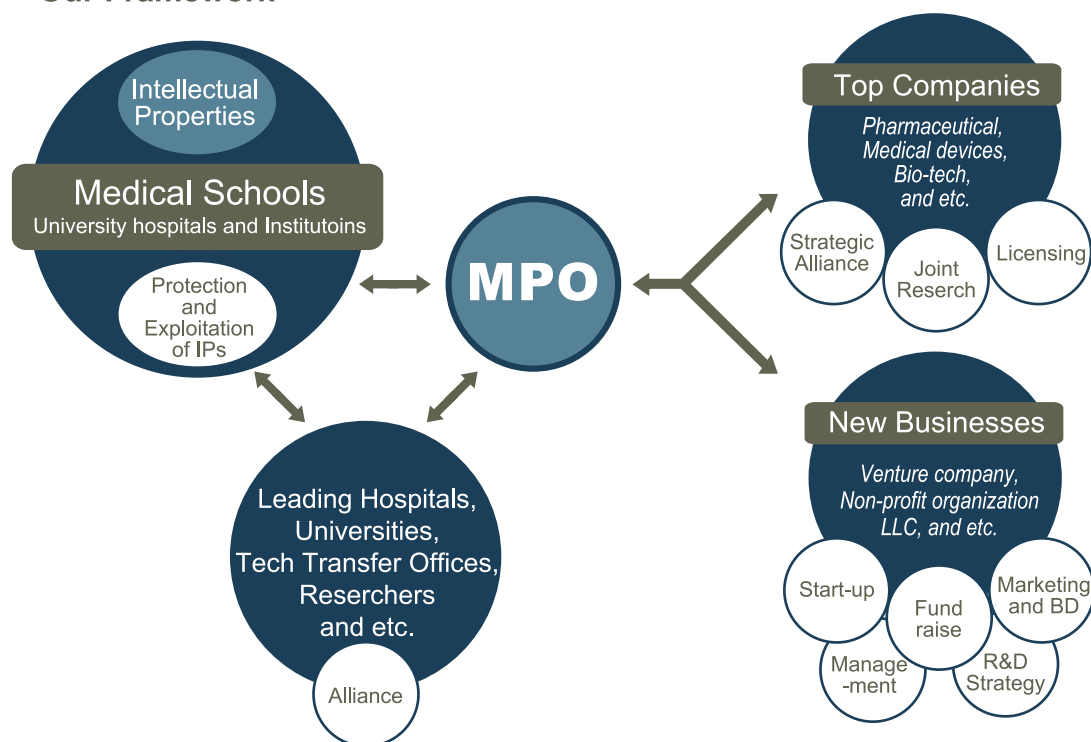 Our Framework
Intellectual
Properties
Medical Schools
University hospitals and Institutoins
Protection
and
Exploitation
of IPs
MPO
Leading Hospitals,
Universities,
Tech Transfer Offices,
Reserchers
and etc.
Alliance
Top Companies
Pharmaceutical,
Medical devices,
Bio-tech,
and etc.
Strategic
Alliance
Joint
Reserch
Licensing
New Businesses
Venture company,
Non-profit organization
LLC, and etc.
Start-up
Fund
raise
Marketing
and BD
Manage
-ment
R&D
Strategy